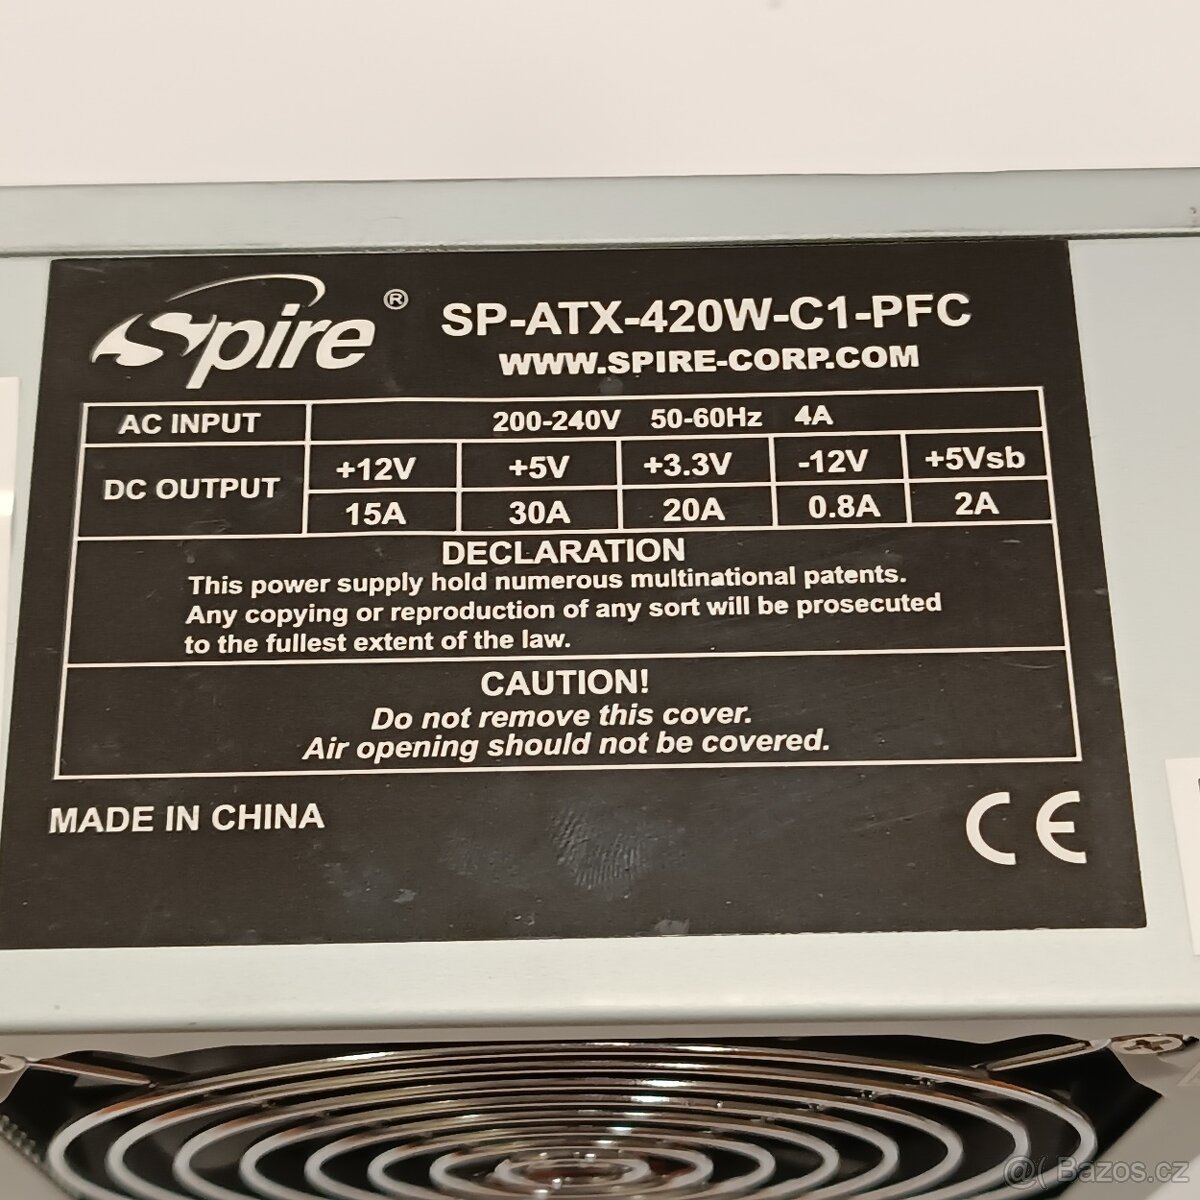 Spire ®
SP-ATX-420W-C1-PFC
WWW.SPIRE-CORP.COM
AC INPUT 200-240V 50-60Hz 4A
DC OUTPUT +12V +5V +3.3V -12V +5Vsb
15A 30A 20A 0.8A 2A
DECLARATION
This power supply hold numerous multinational patents.
Any copying or reproduction of any sort will be prosecuted
to the fullest extent of the law.
CAUTION!
Do not remove this cover.
Air opening should not be covered.
MADE IN CHINA
CE
@( Bazos.cz